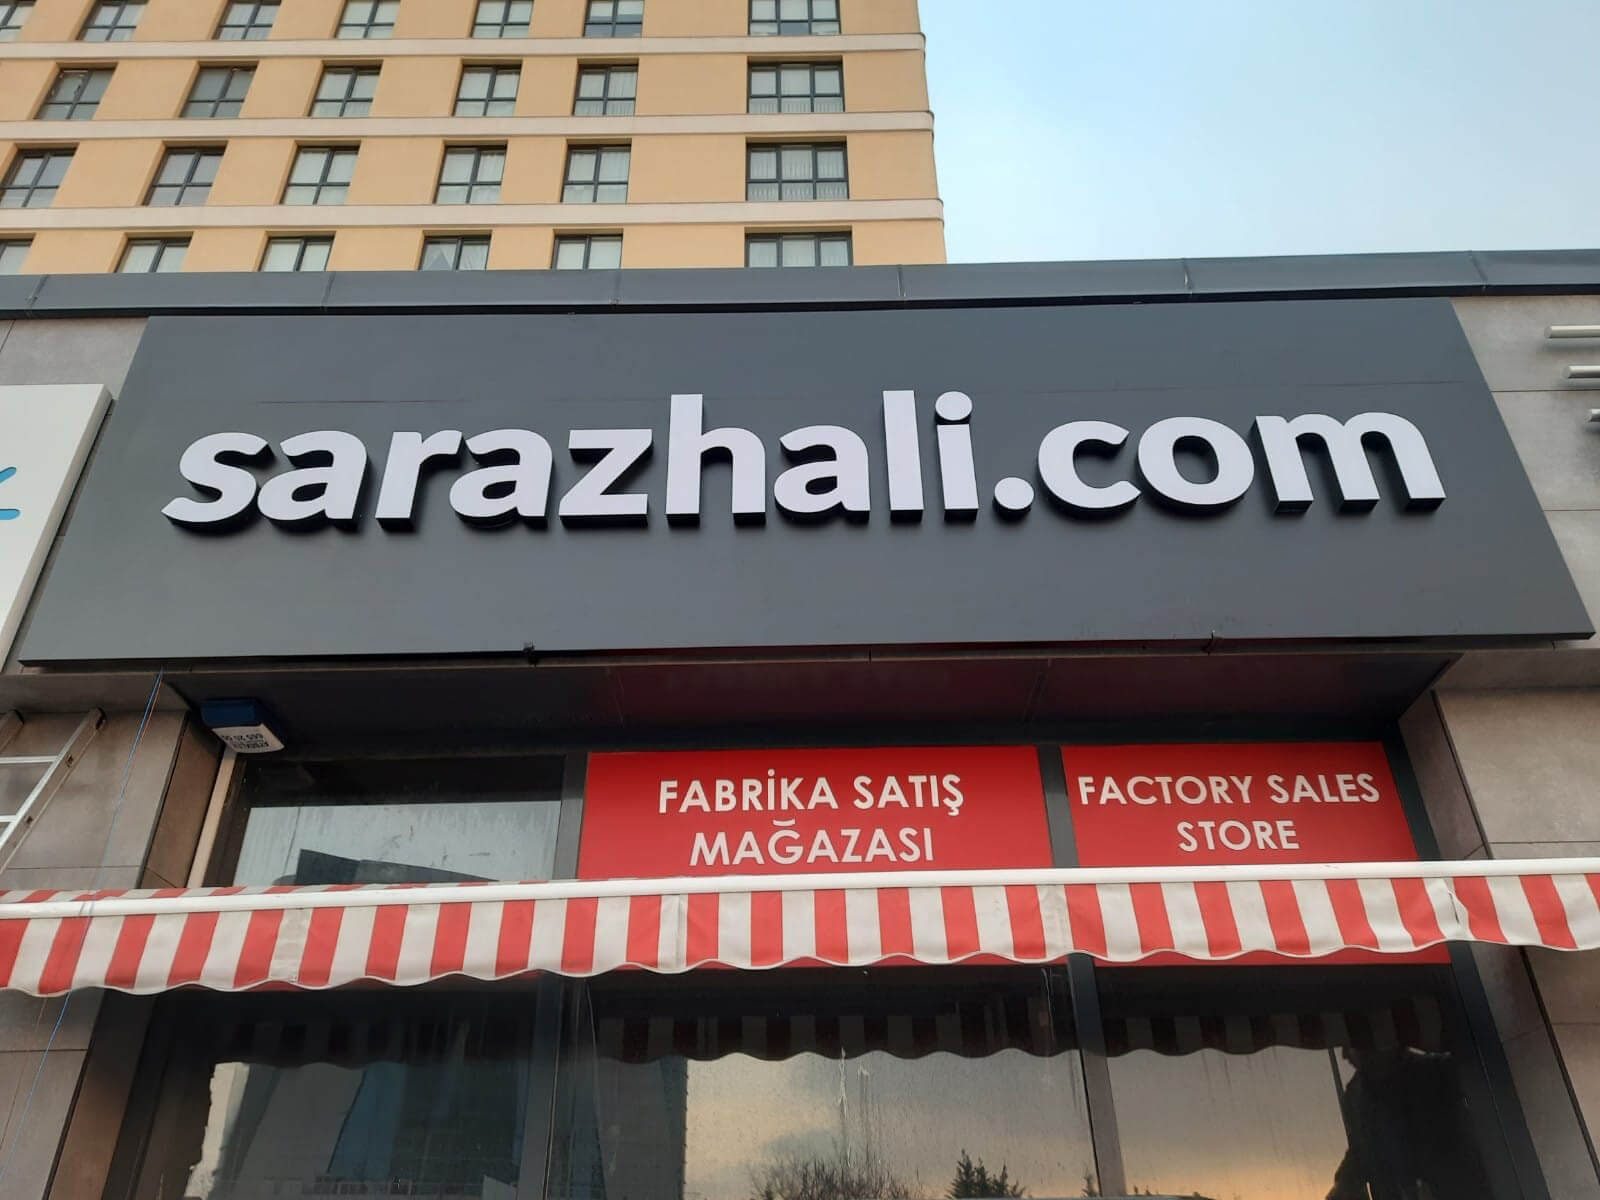 sarazhali.com
FABRİKA SATIŞ
MAĞAZASI
FACTORY SALES
STORE